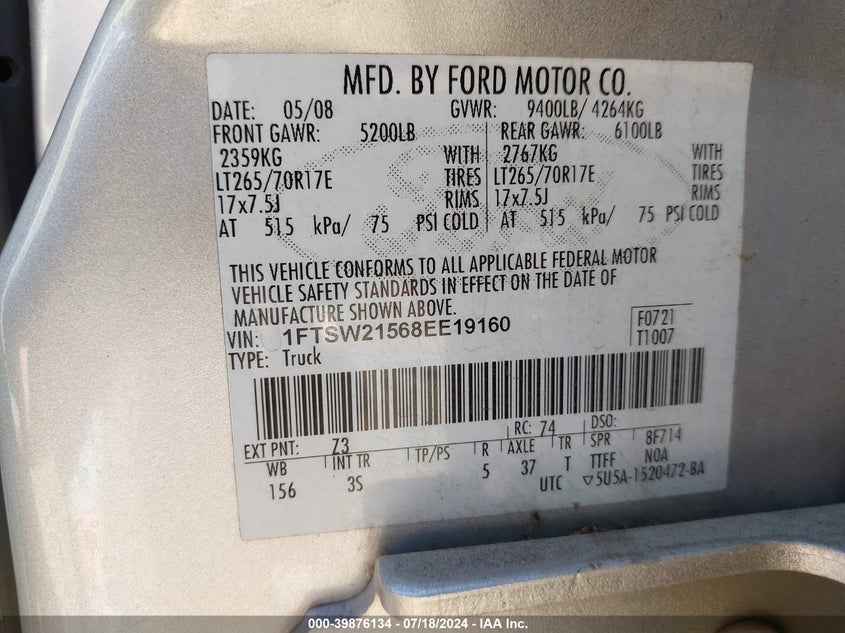 MFD. BY FORD MOTOR CO.
DATE: 05/08 GVWR: 9400LB/ 4264KG
FRONT GAWR: 5200LB REAR GAWR: 6100LB
2359KG WITH 2767KG WITH
LT265/70R17E TIRES LT265/70R17E TIRES
17x7.5J RIMS 17x7.5J RIMS
AT 515 kPa/ 75 PSI COLD AT 515 kPa/ 75 PSI COLD
THIS VEHICLE CONFORMS TO ALL APPLICABLE FEDERAL MOTOR
VEHICLE SAFETY STANDARDS IN EFFECT ON THE DATE OF
MANUFACTURE SHOWN ABOVE.
VIN: 1FTSW21568EE19160 F0721
TYPE: Truck T1007
EXT PNT: Z3 RC: 74 DSO:
WB INT TR TP/PS R AXLE TR SPR 8F714
156 3S 5 37 T TTFF NOA
UTC ▽5U5A-1520472-BA
000-39876134 - 07/18/2024 - IAA Inc.